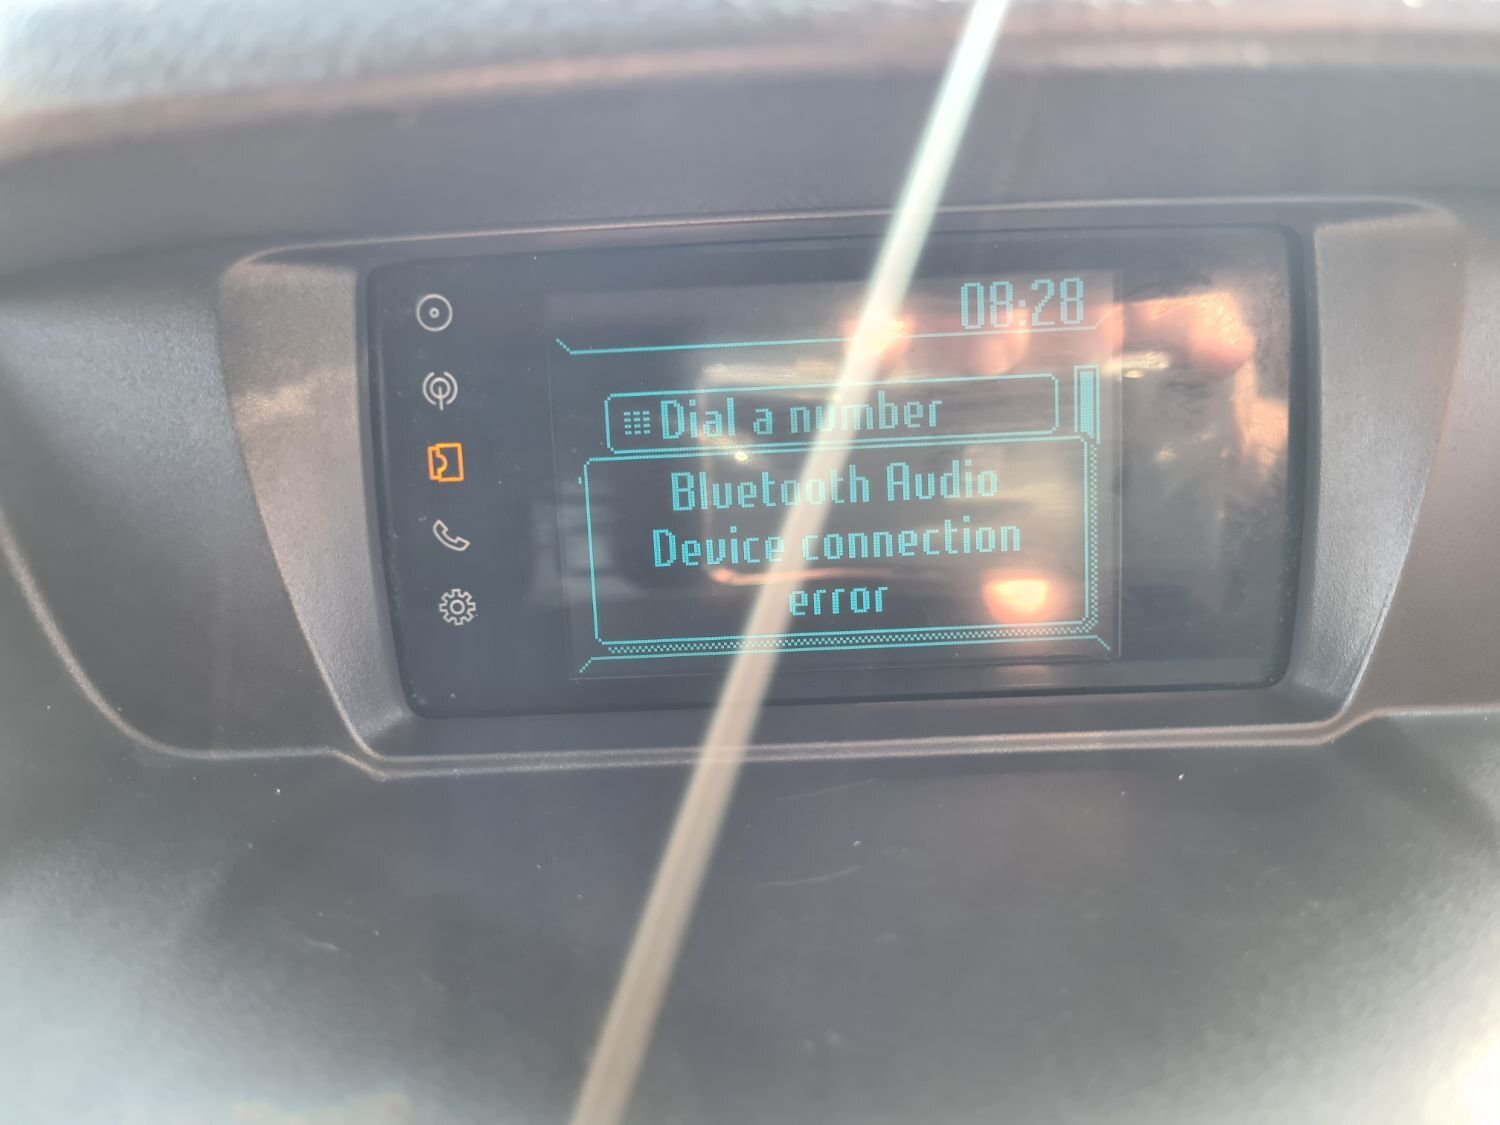 08:28
Dial a number
Bluetooth Audio
Device connection
error